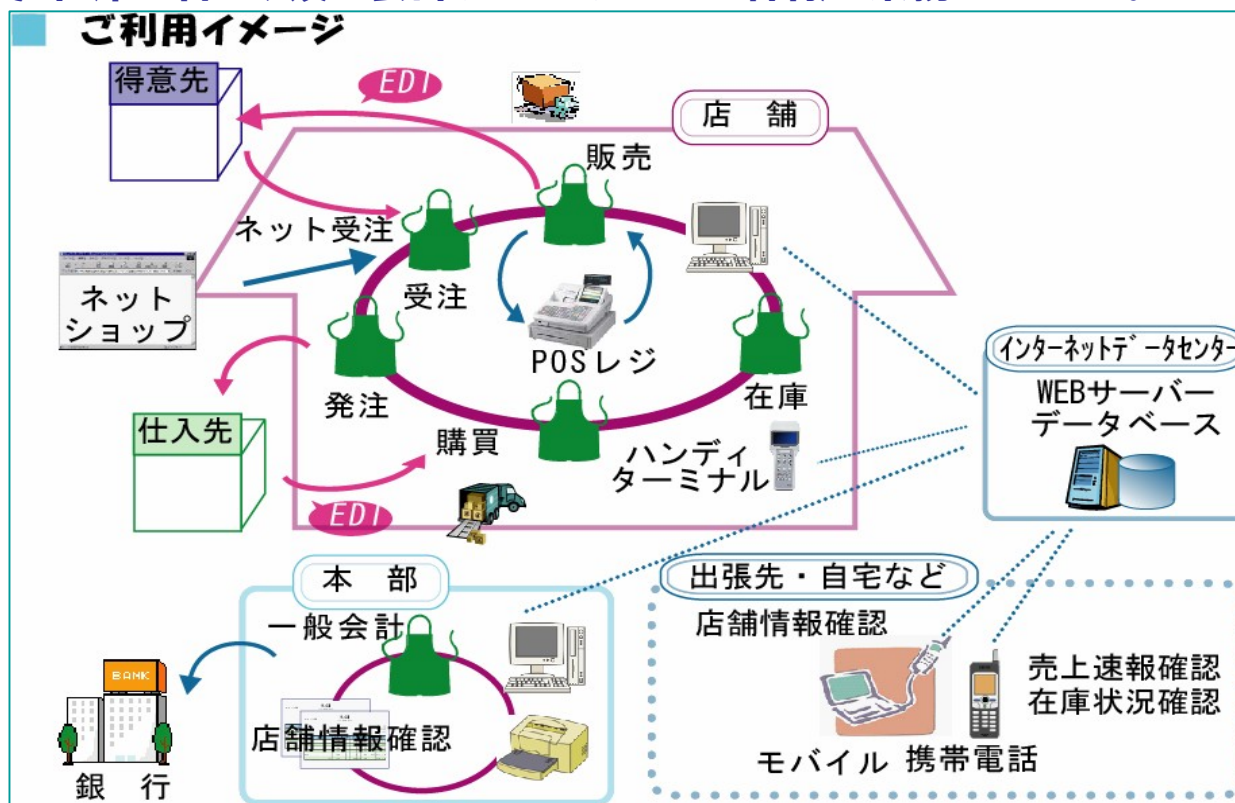 ご利用イメージ
得意先
EDI
店 舗
販売
ネット受注
ネット
ショップ
受注
POSレジ
発注
在庫
インターネットデータセンター
WEBサーバー
データベース
仕入先
購買
ハンディ
ターミナル
EDI
本 部
一般会計
店舗情報確認
BANK
銀 行
出張先・自宅など
店舗情報確認
売上速報確認
在庫状況確認
モバイル
携帯電話